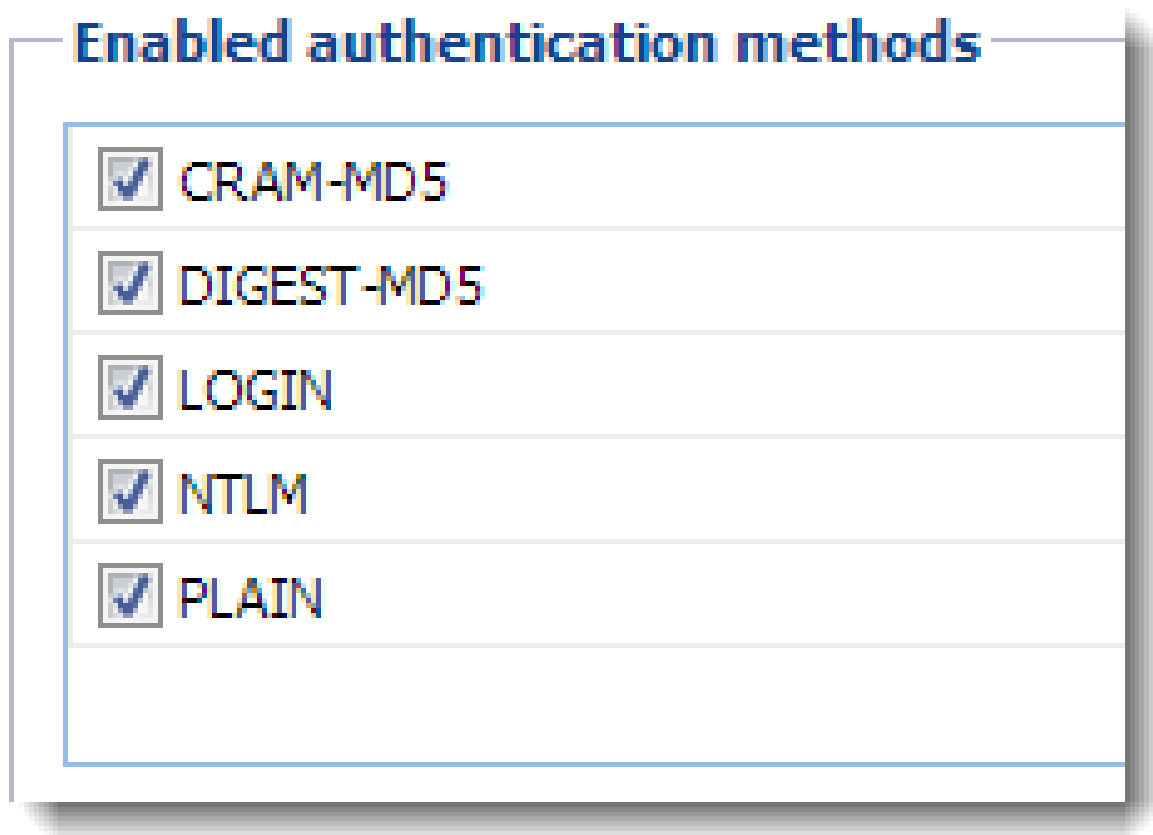 Enabled authentication methods
CRAM-MD5
DIGEST-MD5
LOGIN
NTLM
PLAIN